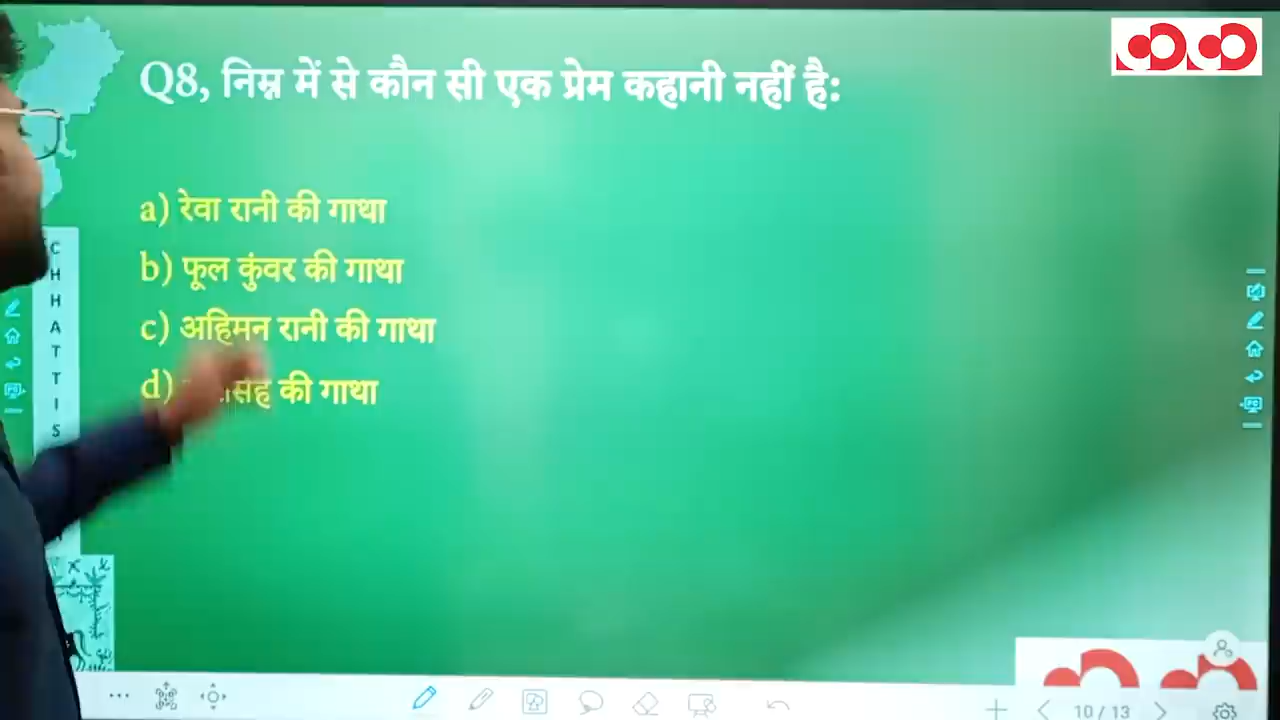 Q8, निम्न में से कौन सी एक प्रेम कहानी नहीं है:
a) रेवा रानी की गाथा
b) फूल कुंवर की गाथा
c) अहिमन रानी की गाथा
d) की गाथा
C
H
H
A
T
T
I
S
10 / 13